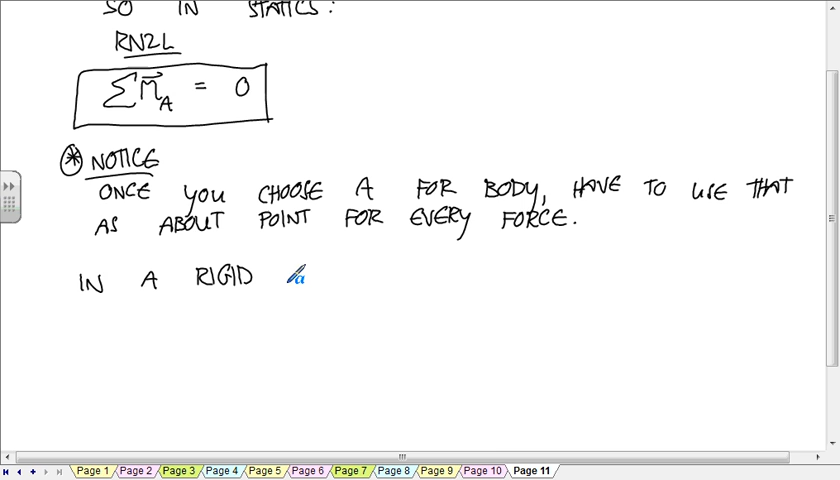 SO IN STATICS:
RN2L
∑M⃗_A = 0
* NOTICE
ONCE YOU CHOOSE A FOR BODY, HAVE TO USE THAT
AS ABOUT POINT FOR EVERY FORCE.
IN A RIGID
Page 1 Page 2 Page 3 Page 4 Page 5 Page 6 Page 7 Page 8 Page 9 Page 10 Page 11